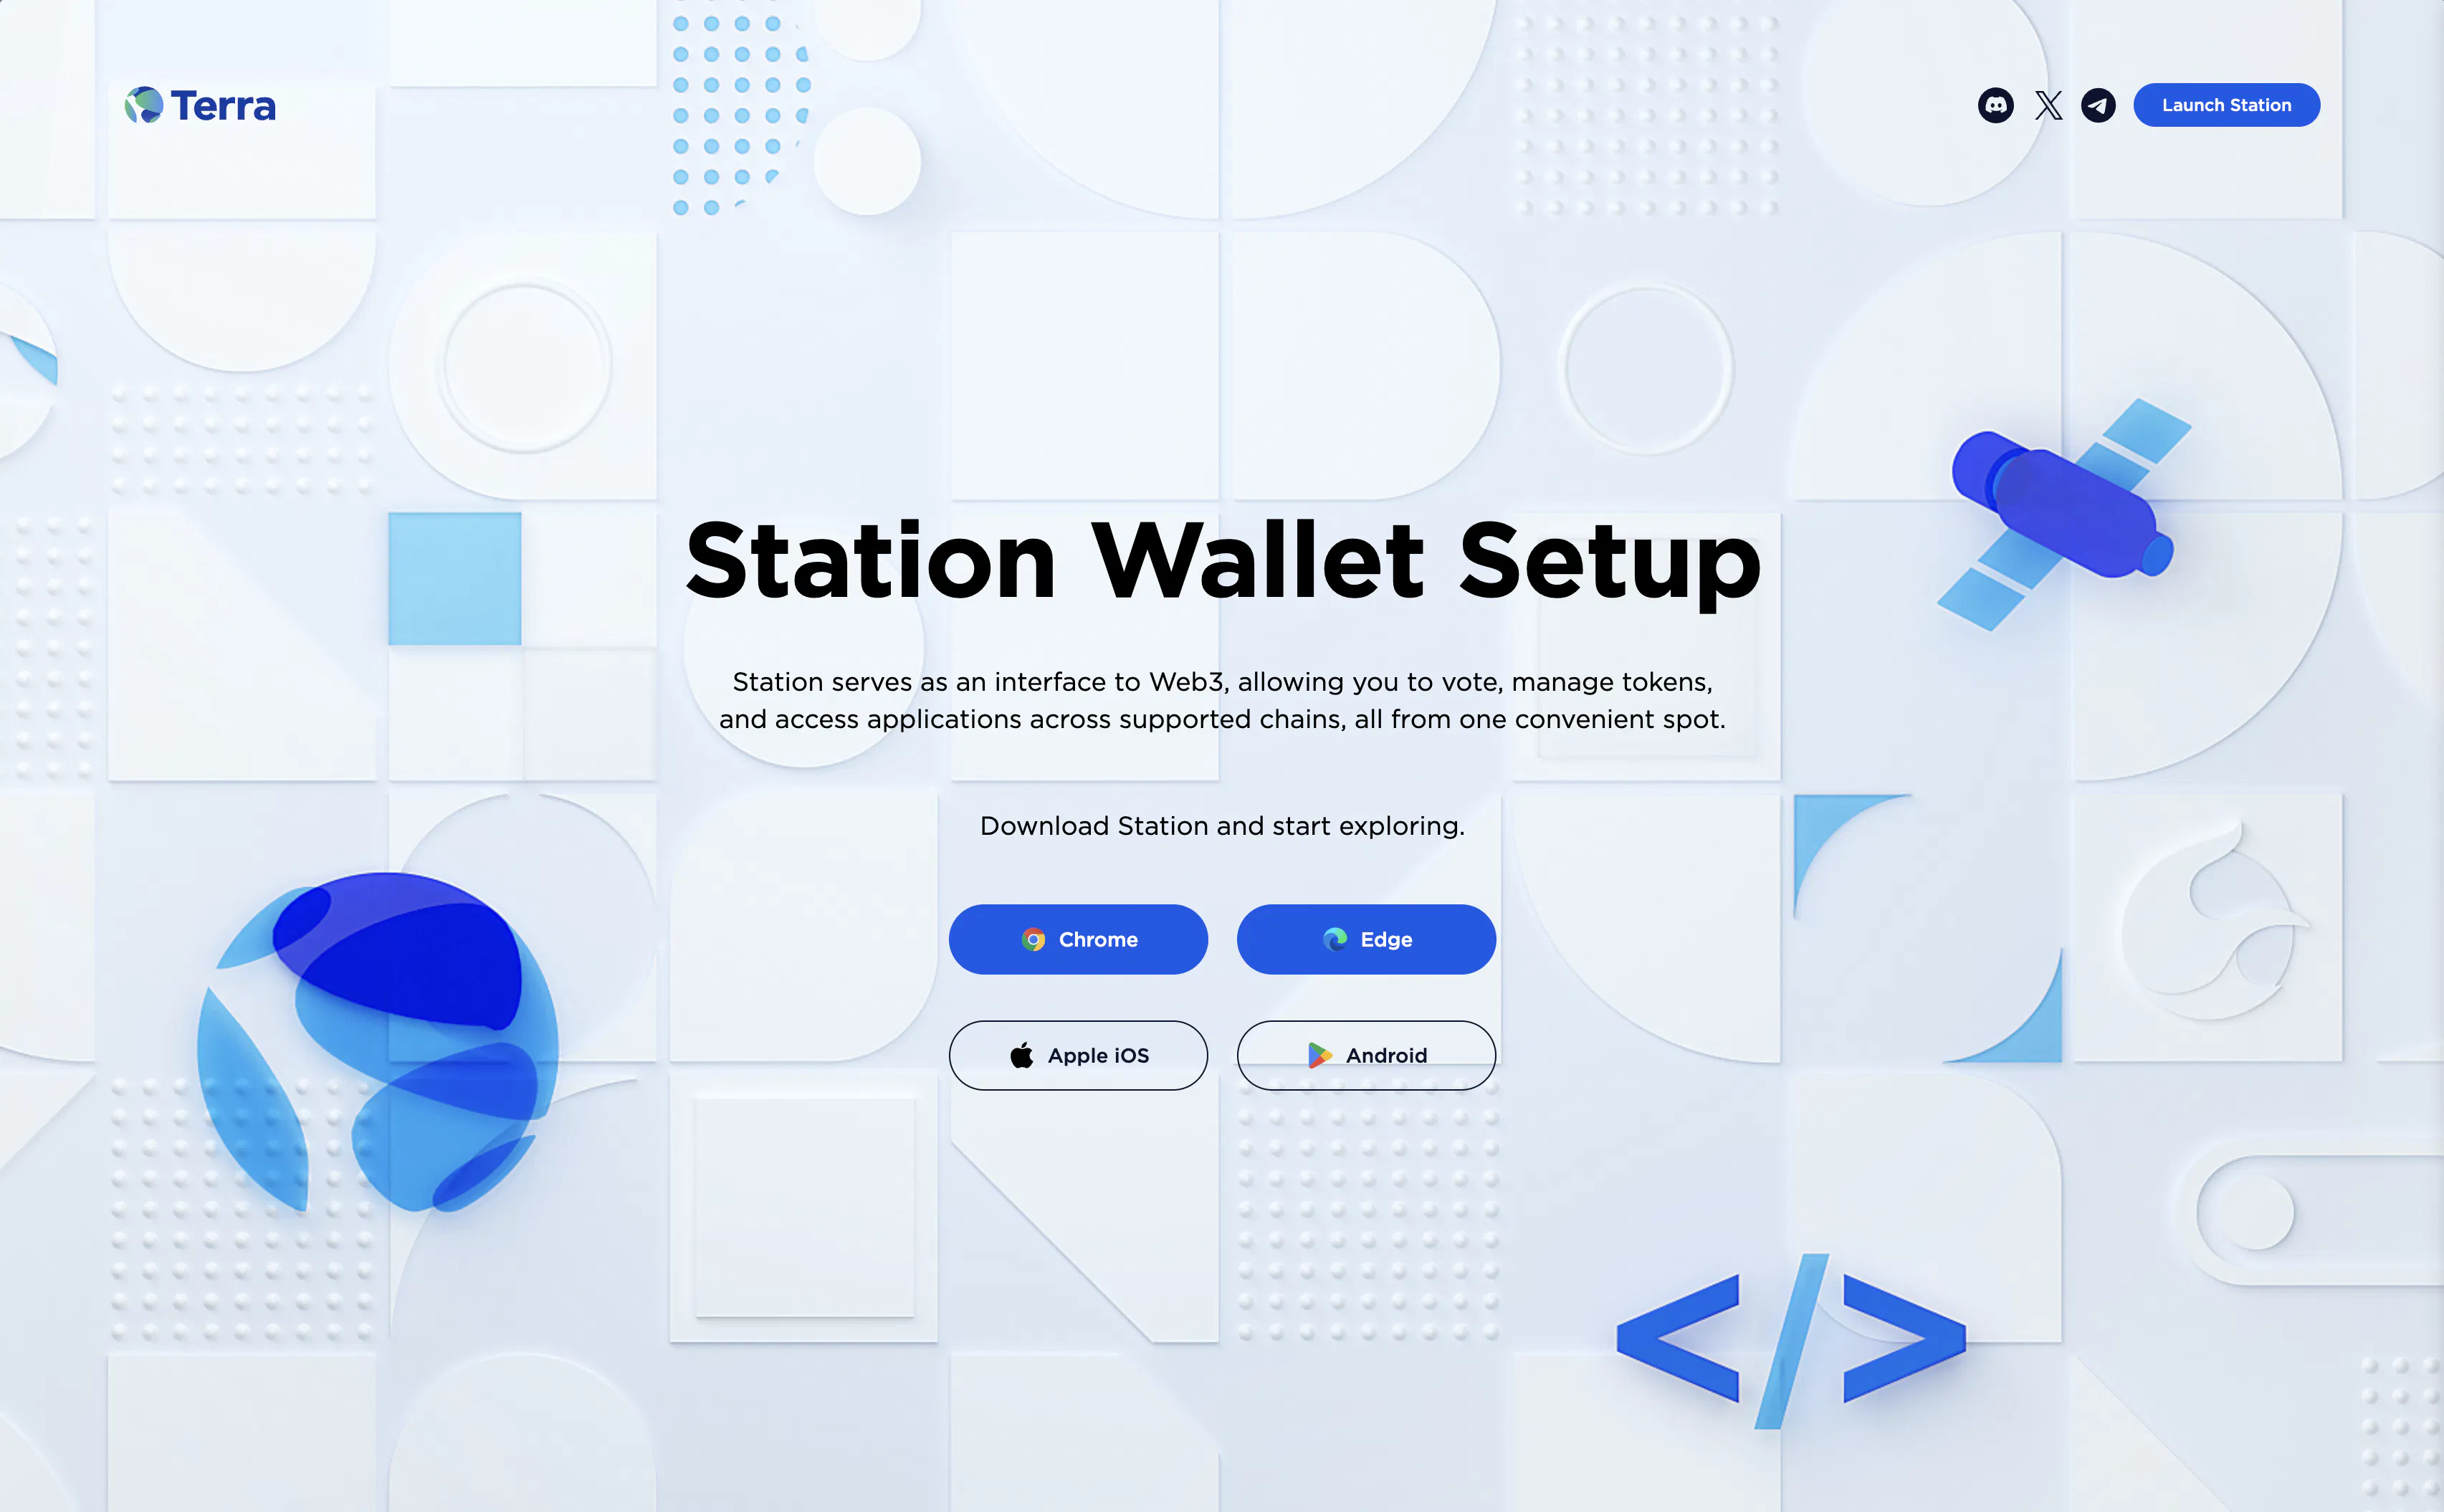 Terra
Launch Station
Station Wallet Setup
Station serves as an interface to Web3, allowing you to vote, manage tokens,
and access applications across supported chains, all from one convenient spot.
Download Station and start exploring.
Chrome
Edge
Apple iOS
Android
</>